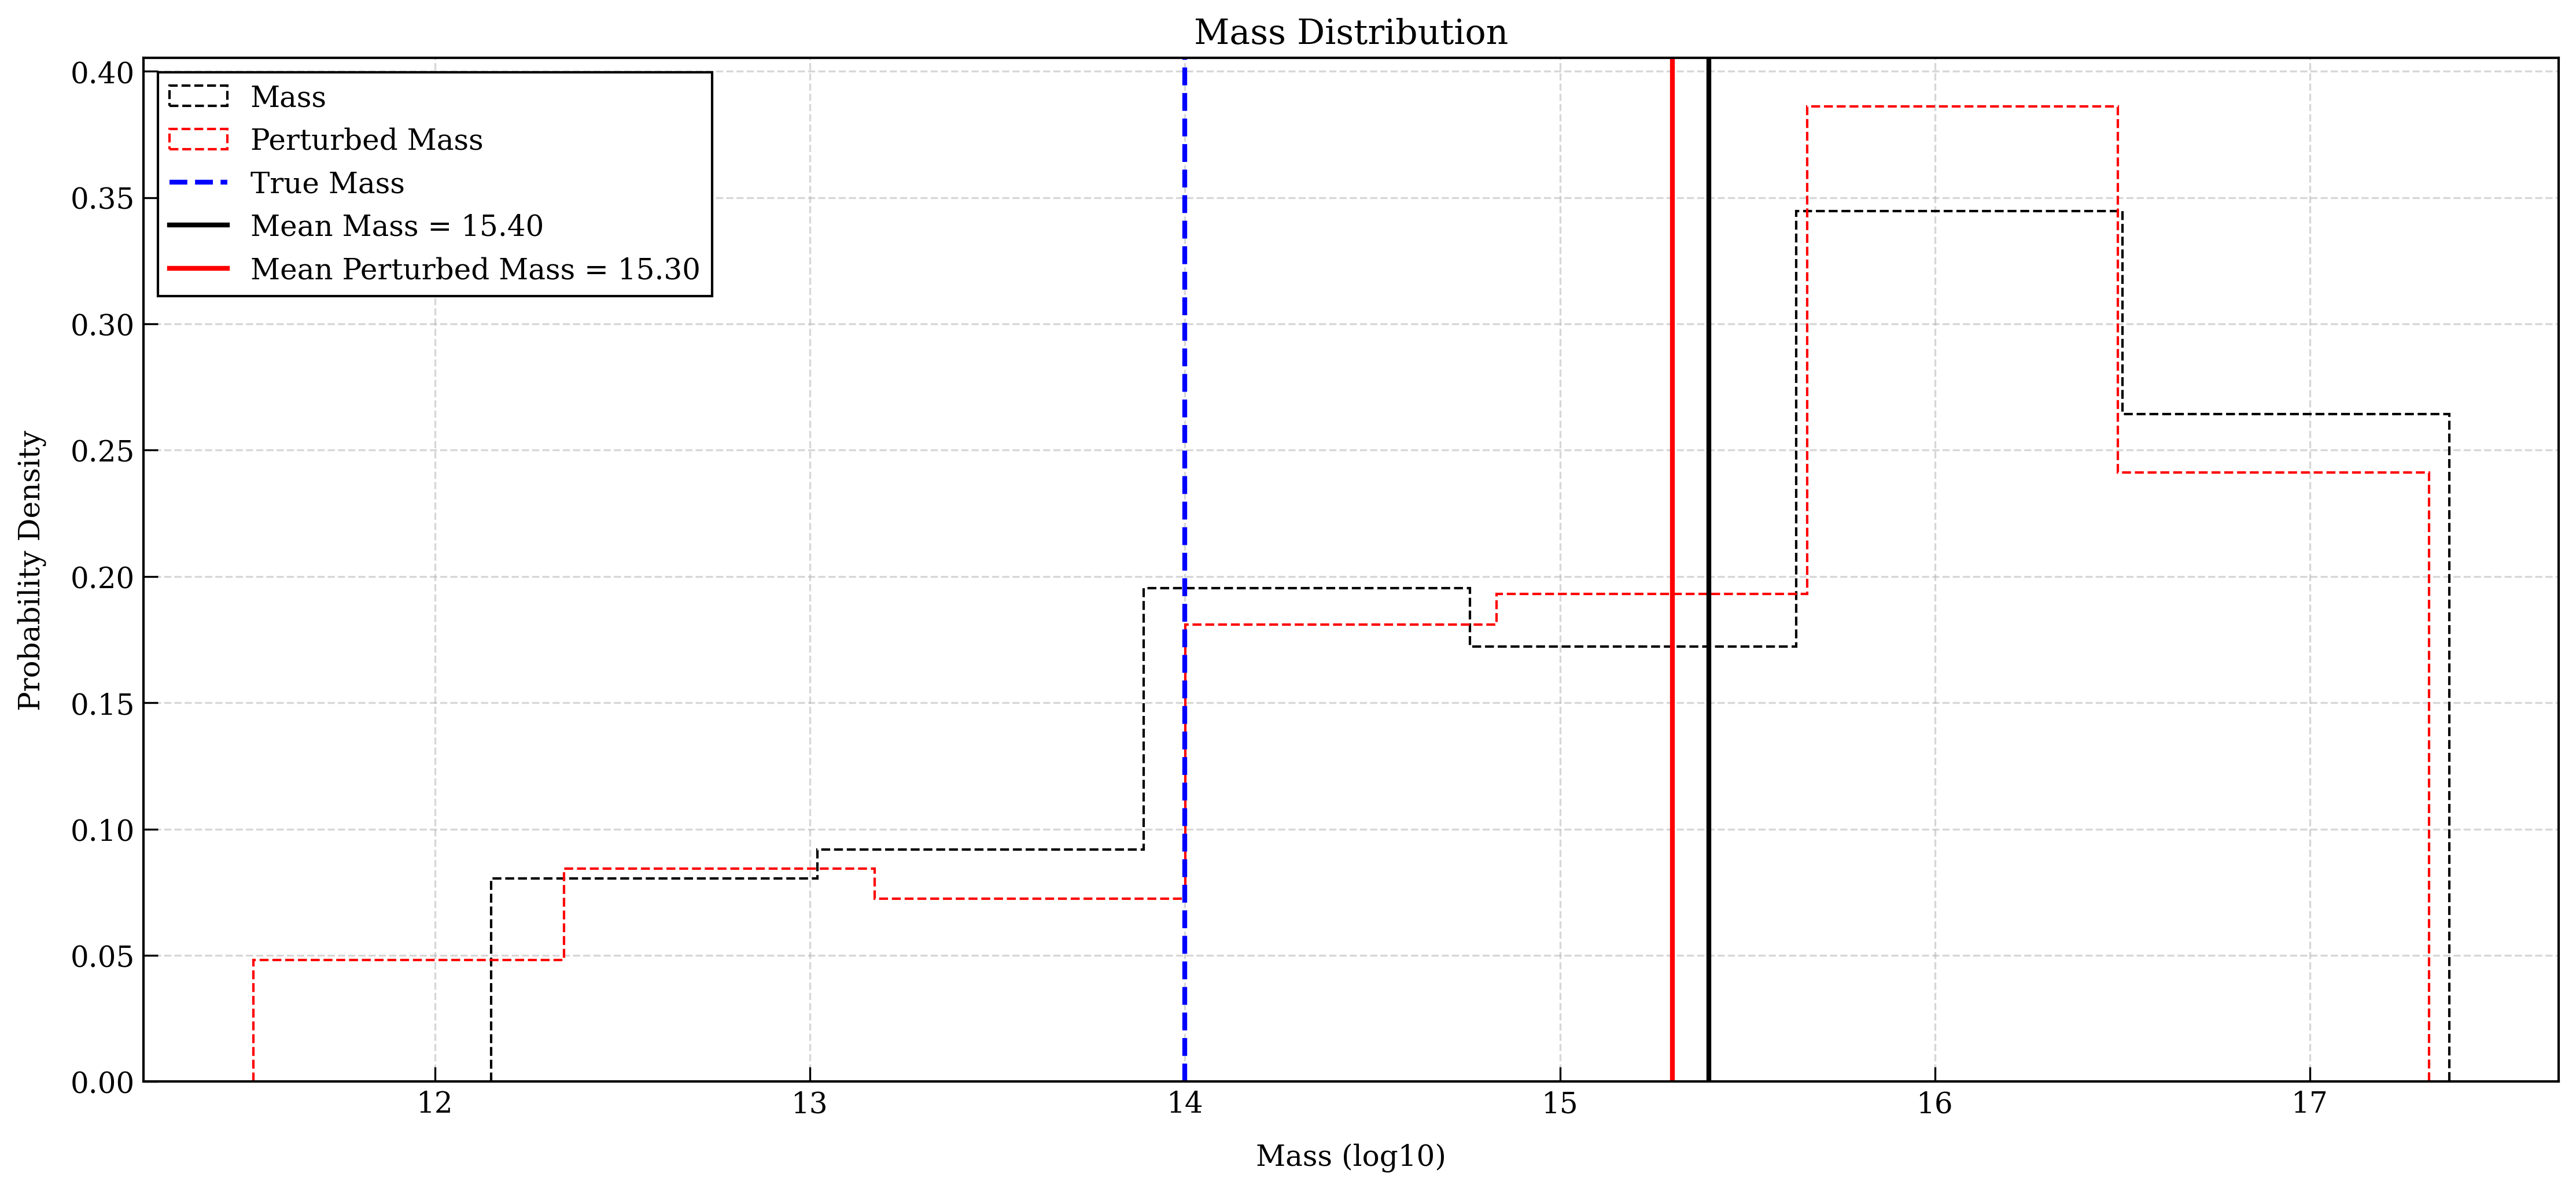 Mass Distribution
0.40
0.35
0.30
0.25
0.20
0.15
0.10
0.05
0.00
Probability Density
Mass
Perturbed Mass
True Mass
Mean Mass = 15.40
Mean Perturbed Mass = 15.30
12 13 14 15 16 17
Mass (log10)